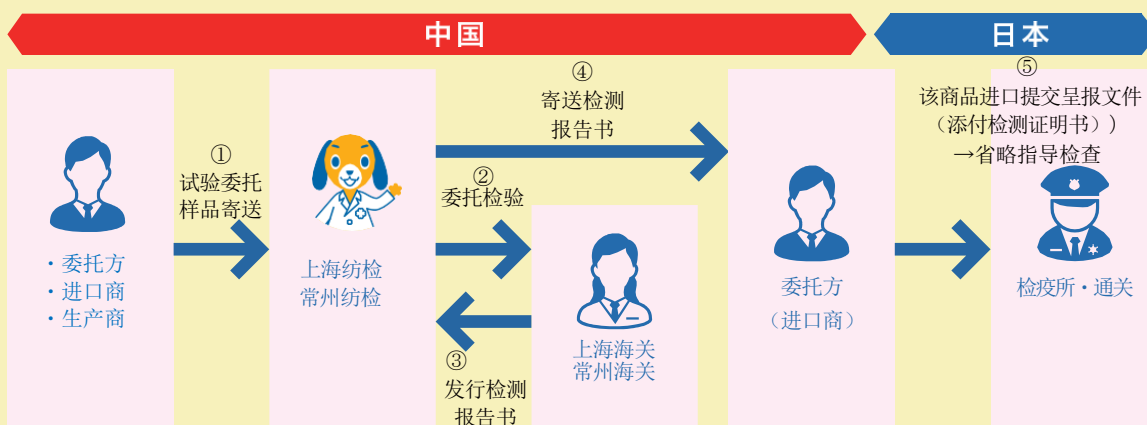 中国
日本
・委托方
・进口商
・生产商
①
试验委托
样品寄送
上海纺检
常州纺检
②
委托检验
上海海关
常州海关
③
发行检测
报告书
④
寄送检测
报告书
委托方
（进口商）
⑤
该商品进口提交呈报文件
（添付检测证明书））
→省略指导检查
检疫所・通关